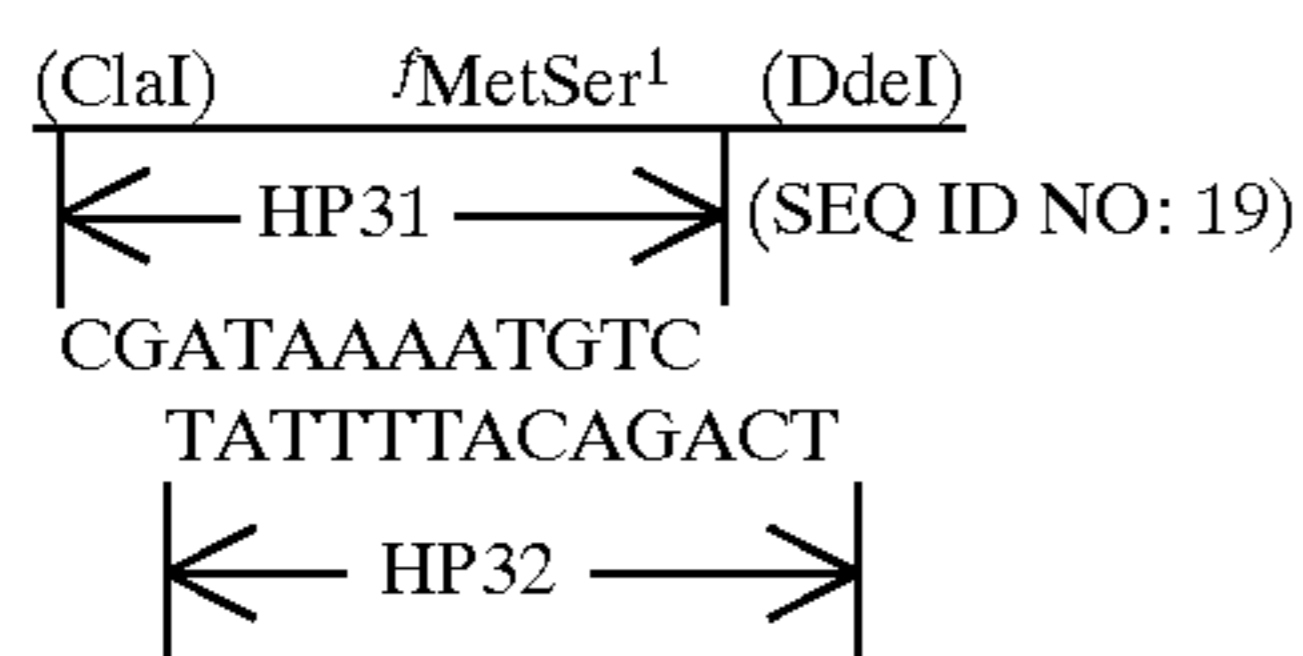 (ClaI) fMetSer1 (DdeI)
HP31 (SEQ ID NO: 19)
CGATAAAATGTC
TATTTTACAGACT
HP32